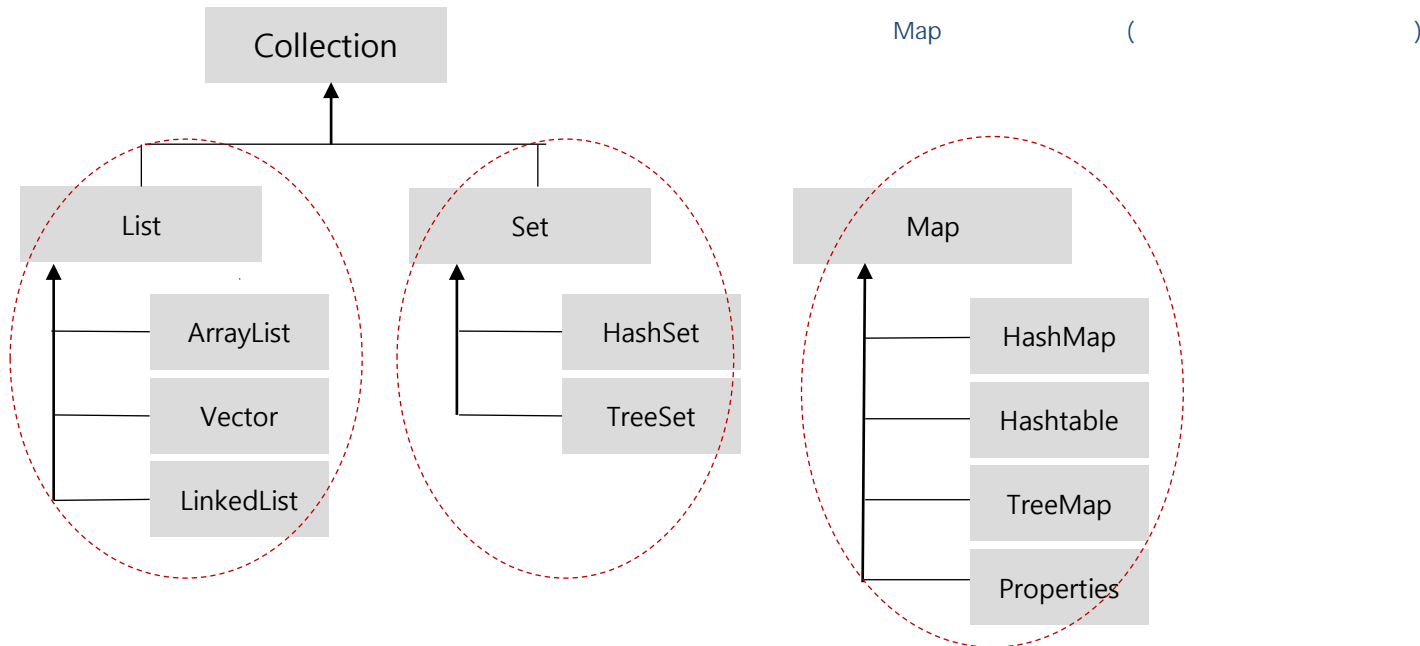 Collection
Map ( )
List
Set
Map
ArrayList
Vector
LinkedList
HashSet
TreeSet
HashMap
Hashtable
TreeMap
Properties